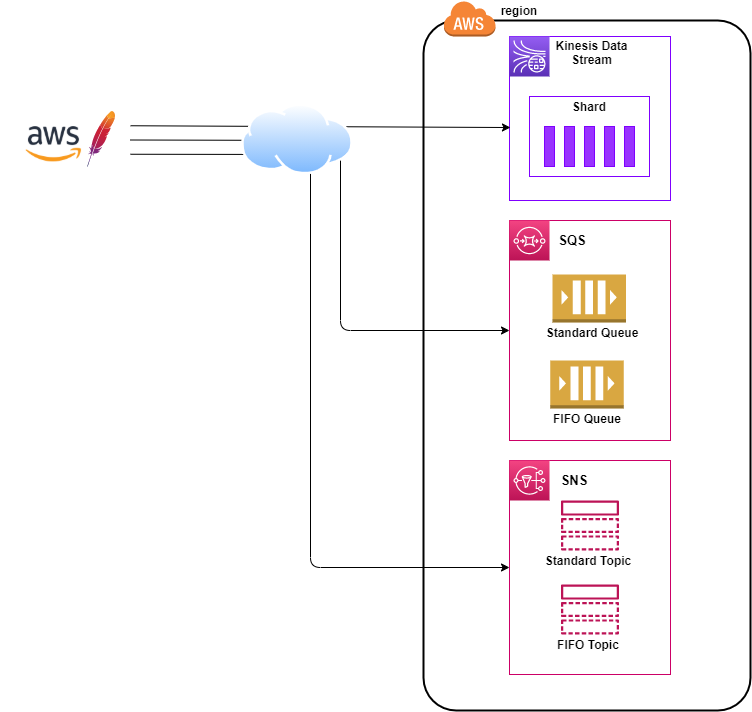 region
AWS
Kinesis Data
Stream
Shard
aws
SQS
Standard Queue
FIFO Queue
SNS
Standard Topic
FIFO Topic